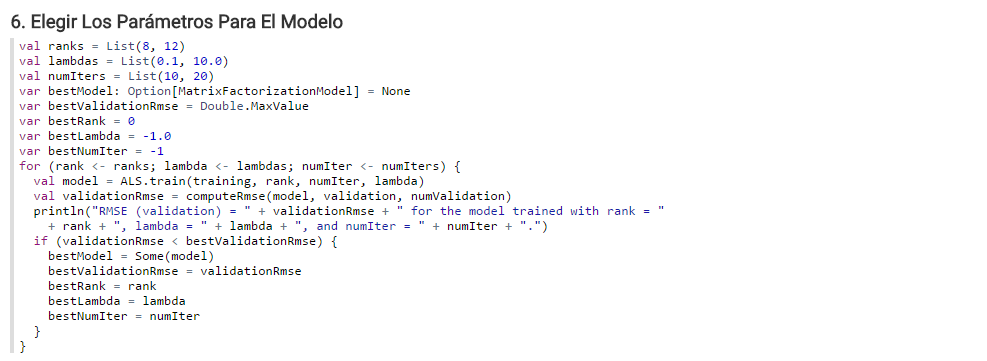 6. Elegir Los Parámetros Para El Modelo
val ranks = List(8, 12)
val lambdas = List(0.1, 10.0)
val numIters = List(10, 20)
var bestModel: Option[MatrixFactorizationModel] = None
var bestValidationRmse = Double.MaxValue
var bestRank = 0
var bestLambda = -1.0
var bestNumIter = -1
for (rank <- ranks; lambda <- lambdas; numIter <- numIters) {
  val model = ALS.train(training, rank, numIter, lambda)
  val validationRmse = computeRmse(model, validation, numValidation)
  println("RMSE (validation) = " + validationRmse + " for the model trained with rank = "
    + rank + ", lambda = " + lambda + ", and numIter = " + numIter + ".")
  if (validationRmse < bestValidationRmse) {
    bestModel = Some(model)
    bestValidationRmse = validationRmse
    bestRank = rank
    bestLambda = lambda
    bestNumIter = numIter
  }
}